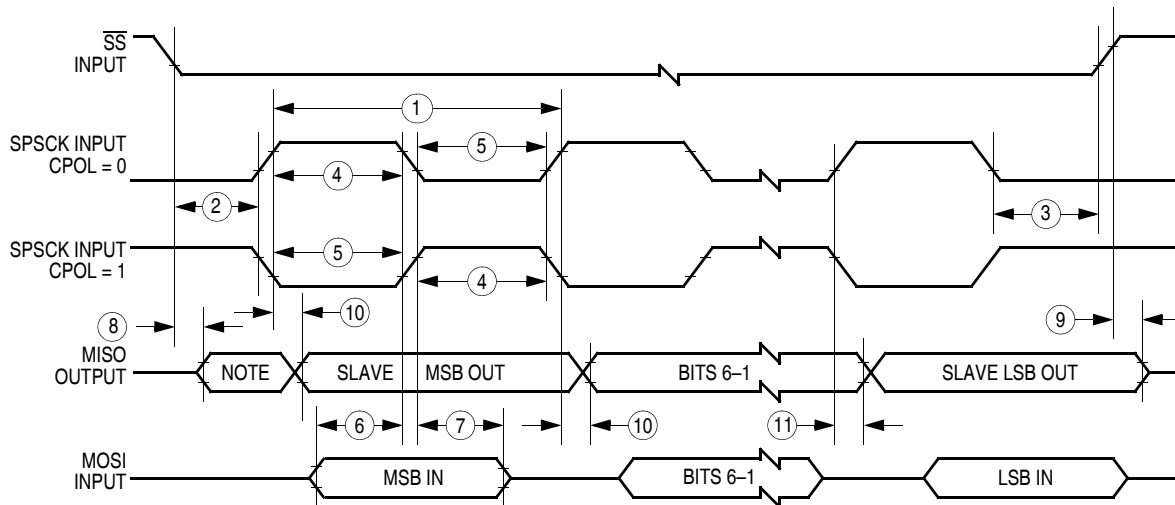 SS
INPUT
1
SPSCK INPUT
CPOL = 0
5
4
2
3
SPSCK INPUT
CPOL = 1
5
4
8
10
9
MISO
OUTPUT
NOTE
SLAVE
MSB OUT
BITS 6–1
SLAVE LSB OUT
6
7
10
11
MOSI
INPUT
MSB IN
BITS 6–1
LSB IN